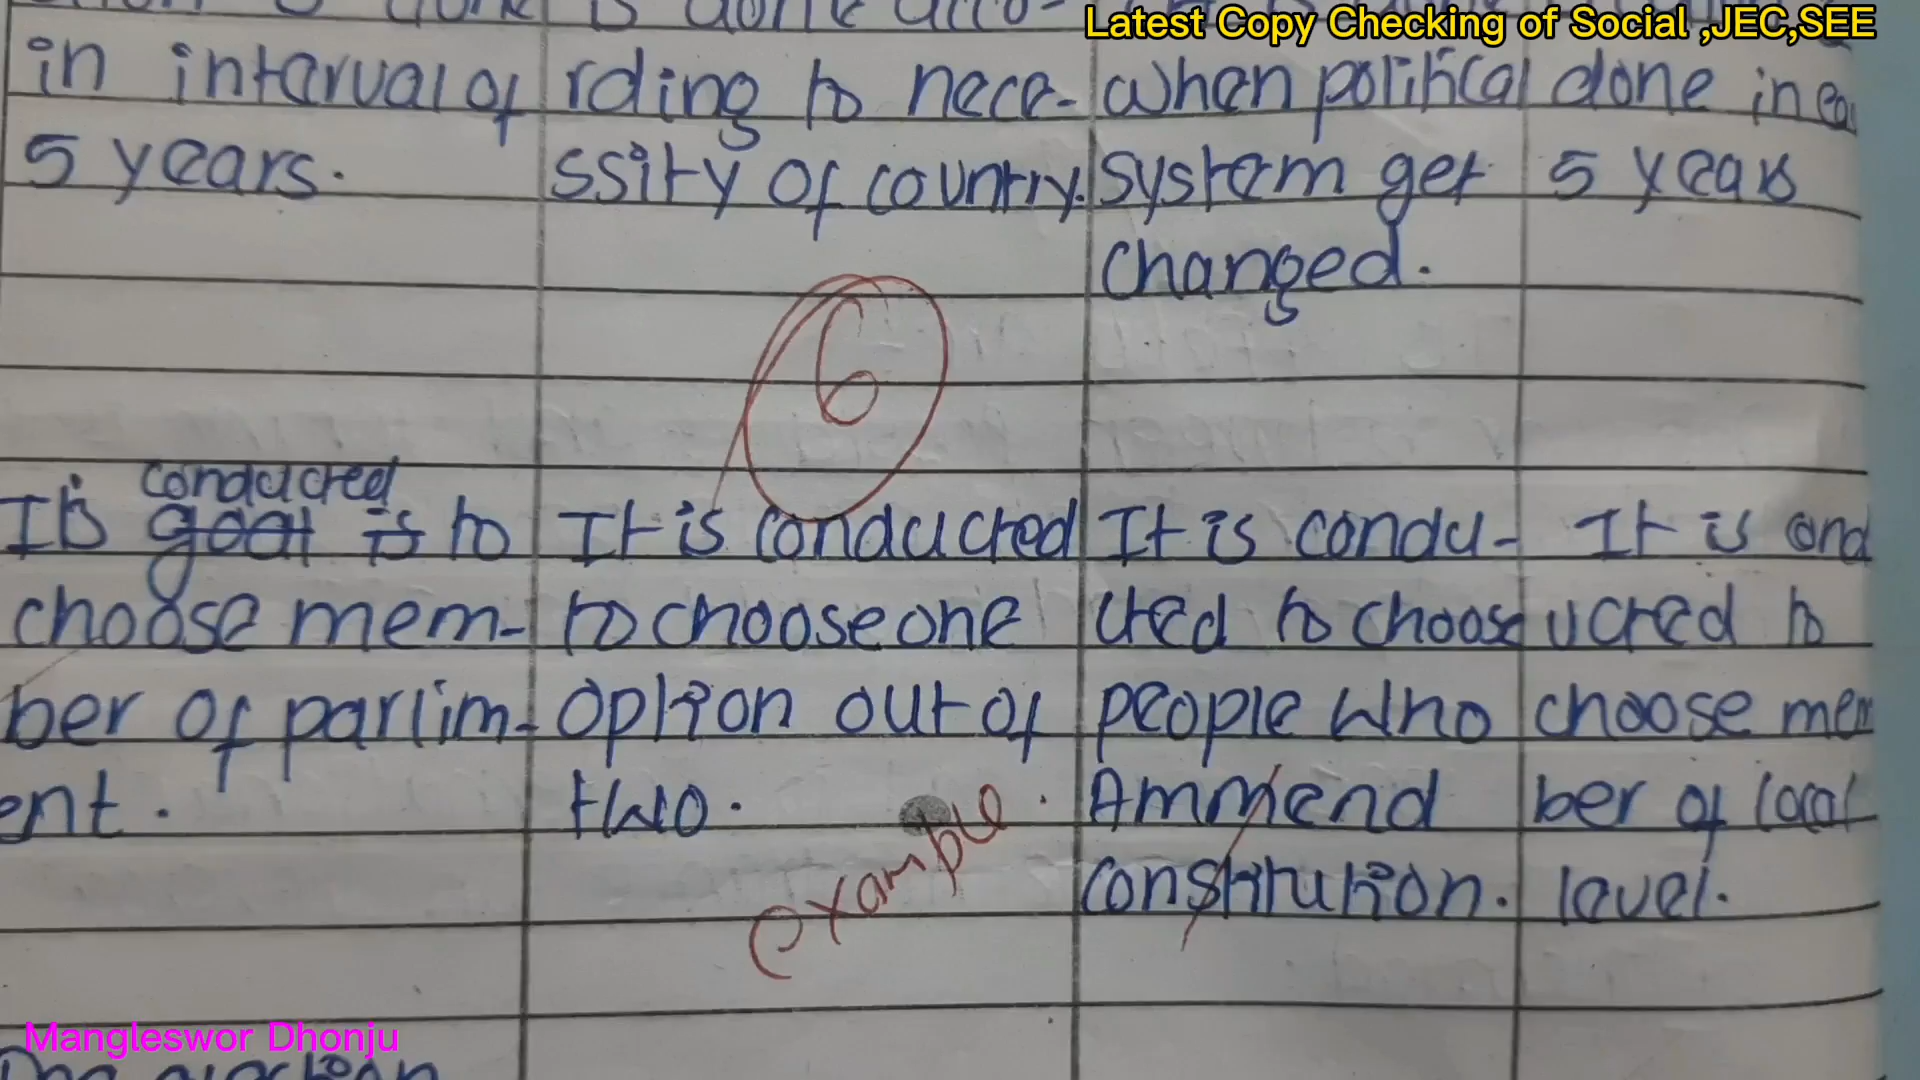 Latest Copy Checking of Social ,JEC,SEE
in interval of
5 years.
rding to nece-
ssity of country.
when political
system get
changed.
done in
5 years
6
conducted
It is goal is to
choose mem-
ber of parlim-
ent.
It is conducted
to choose one
option out of
two.
example
It is condu-
cted to choose
people who
Ammend
constitution.
It is cond
ucted to
choose mem
ber of local
level.
Mangleswor Dhonju